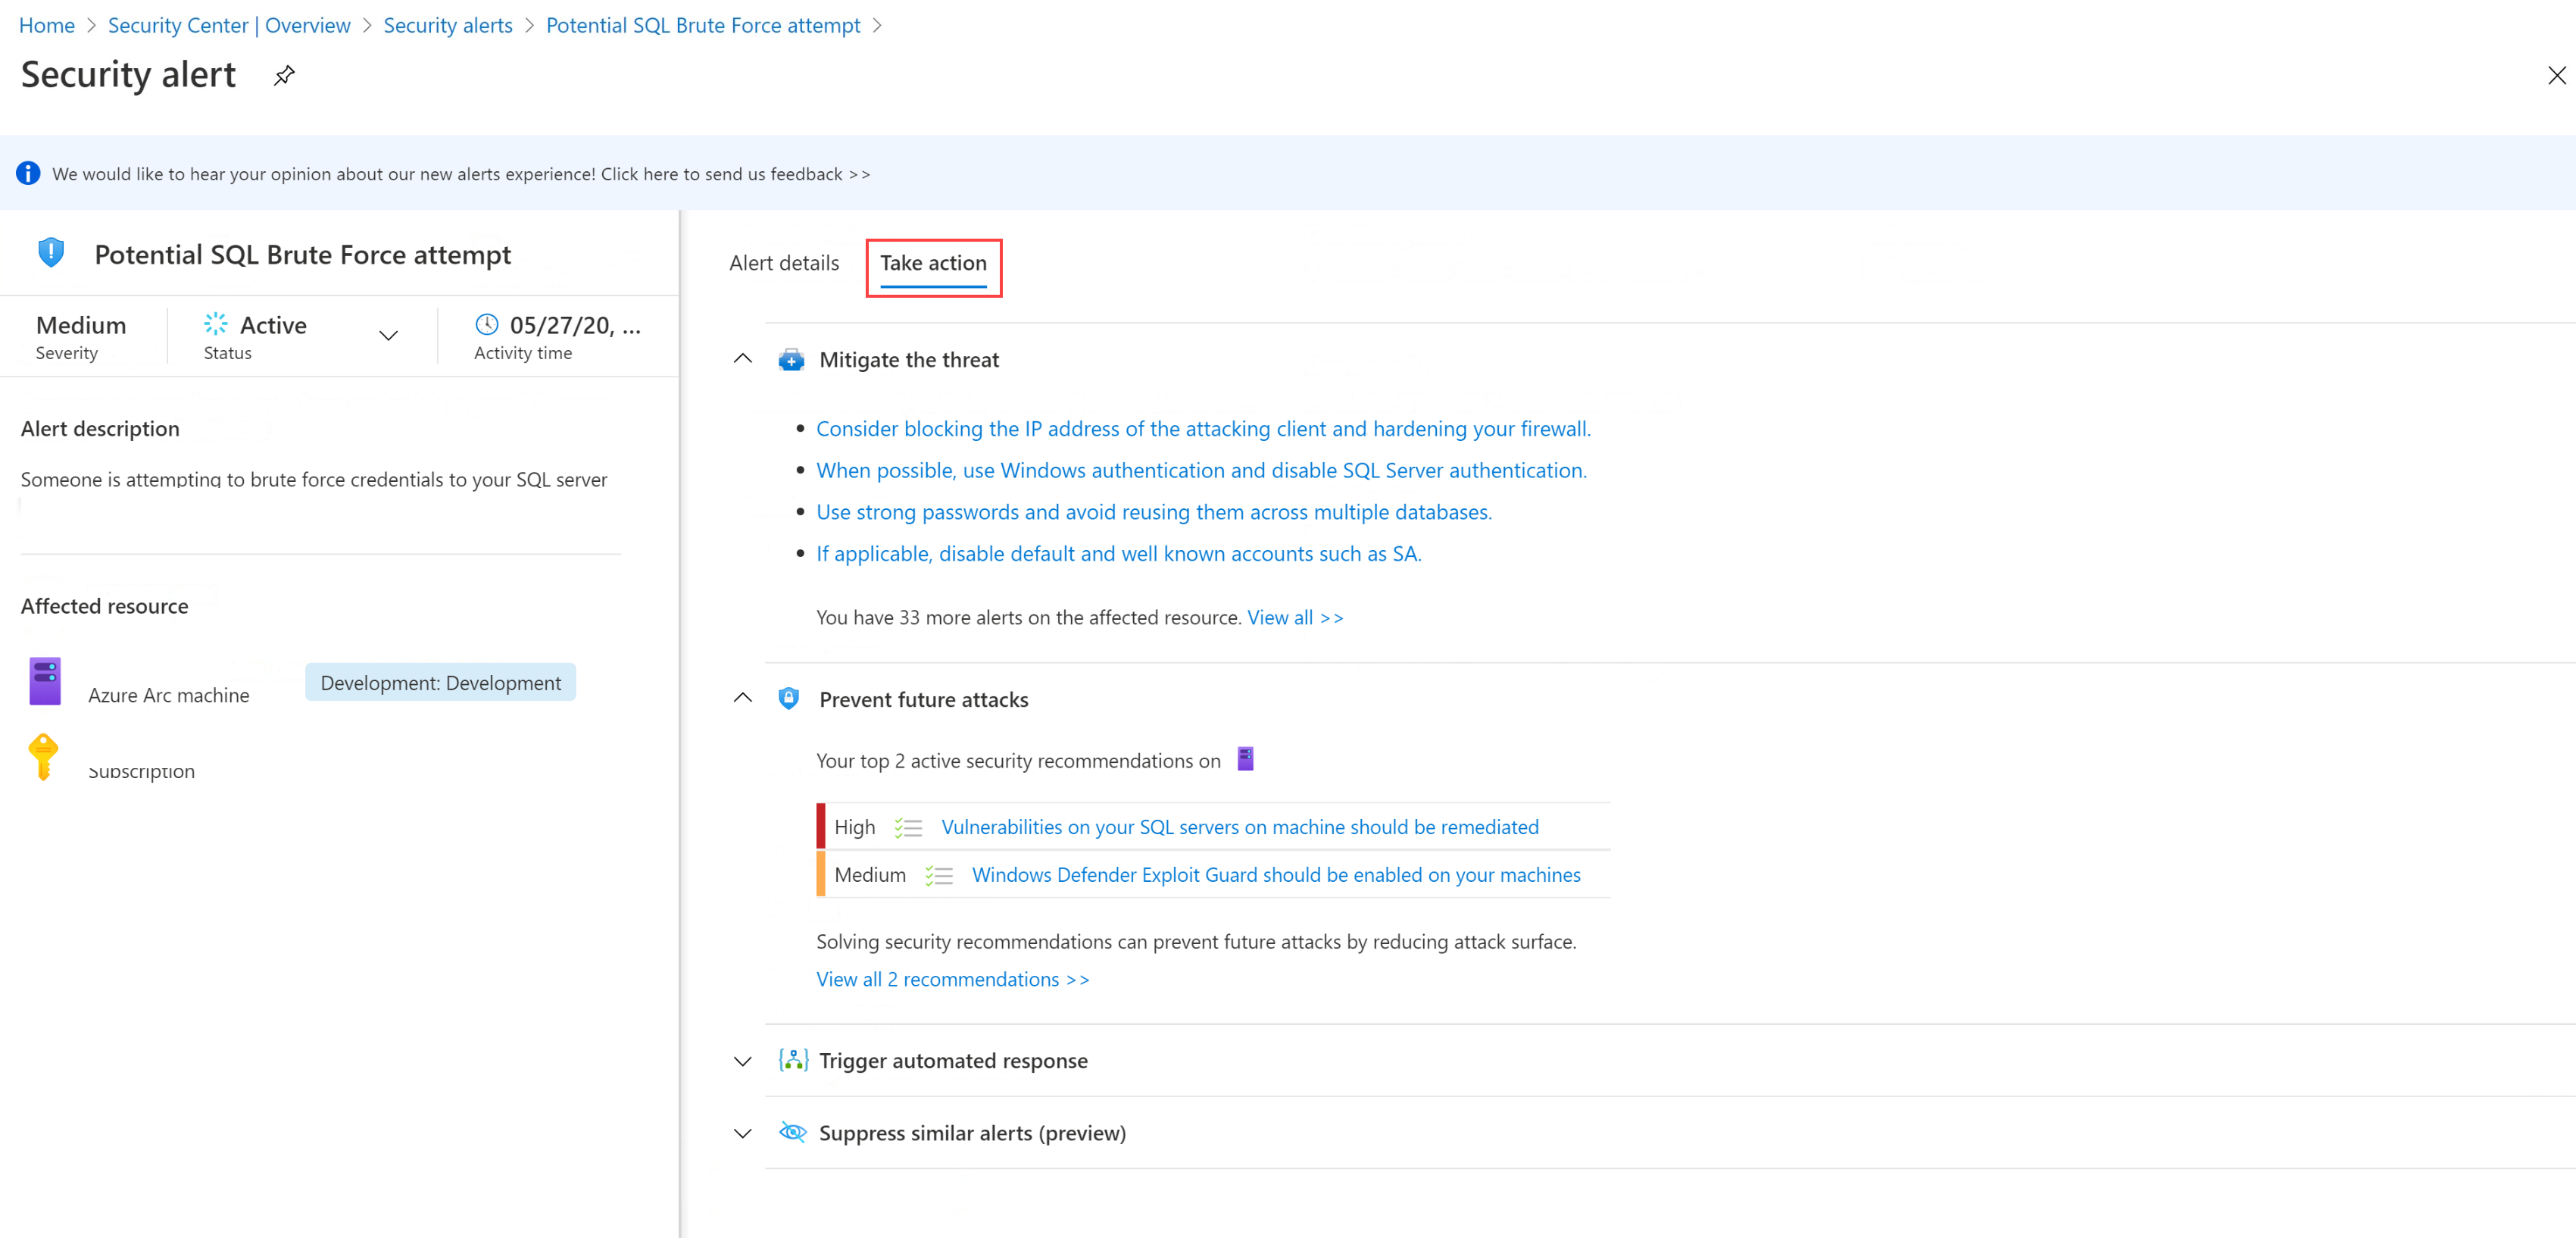 Home > Security Center | Overview > Security alerts > Potential SQL Brute Force attempt >
Security alert
We would like to hear your opinion about our new alerts experience! Click here to send us feedback >>
Potential SQL Brute Force attempt
Medium
Severity
Active
Status
05/27/20, ...
Activity time
Alert description
Someone is attempting to brute force credentials to your SQL server
Affected resource
Azure Arc machine
Development: Development
Subscription
Alert details
Take action
Mitigate the threat
• Consider blocking the IP address of the attacking client and hardening your firewall.
• When possible, use Windows authentication and disable SQL Server authentication.
• Use strong passwords and avoid reusing them across multiple databases.
• If applicable, disable default and well known accounts such as SA.
You have 33 more alerts on the affected resource. View all >>
Prevent future attacks
Your top 2 active security recommendations on
High Vulnerabilities on your SQL servers on machine should be remediated
Medium Windows Defender Exploit Guard should be enabled on your machines
Solving security recommendations can prevent future attacks by reducing attack surface.
View all 2 recommendations >>
Trigger automated response
Suppress similar alerts (preview)